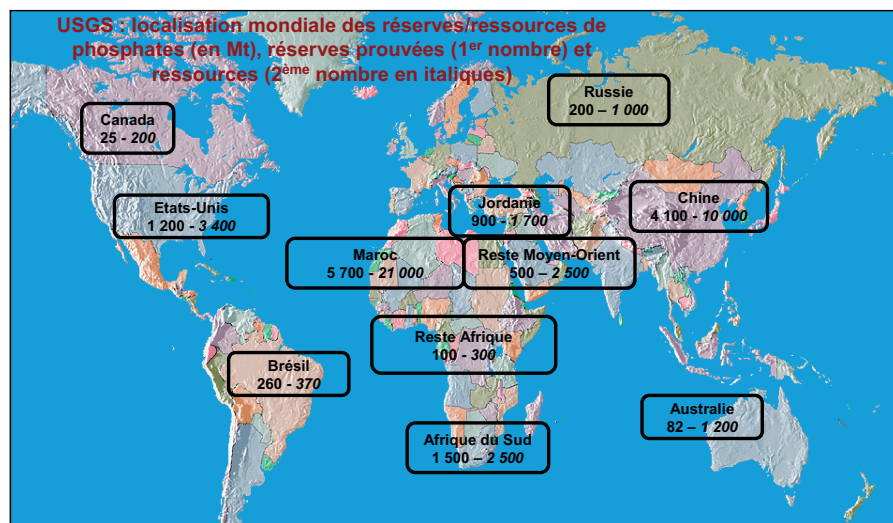 USGS : localisation mondiale des réserves/ressources de
phosphates (en Mt), réserves prouvées (1er nombre) et
ressources (2ème nombre en italiques)
Russie
200 – 1 000
Canada
25 - 200
Etats-Unis
1 200 - 3 400
Jordanie
900 - 1 700
Chine
4 100 - 10 000
Maroc
5 700 - 21 000
Reste Moyen-Orient
500 – 2 500
Reste Afrique
100 - 300
Brésil
260 - 370
Australie
82 – 1 200
Afrique du Sud
1 500 – 2 500